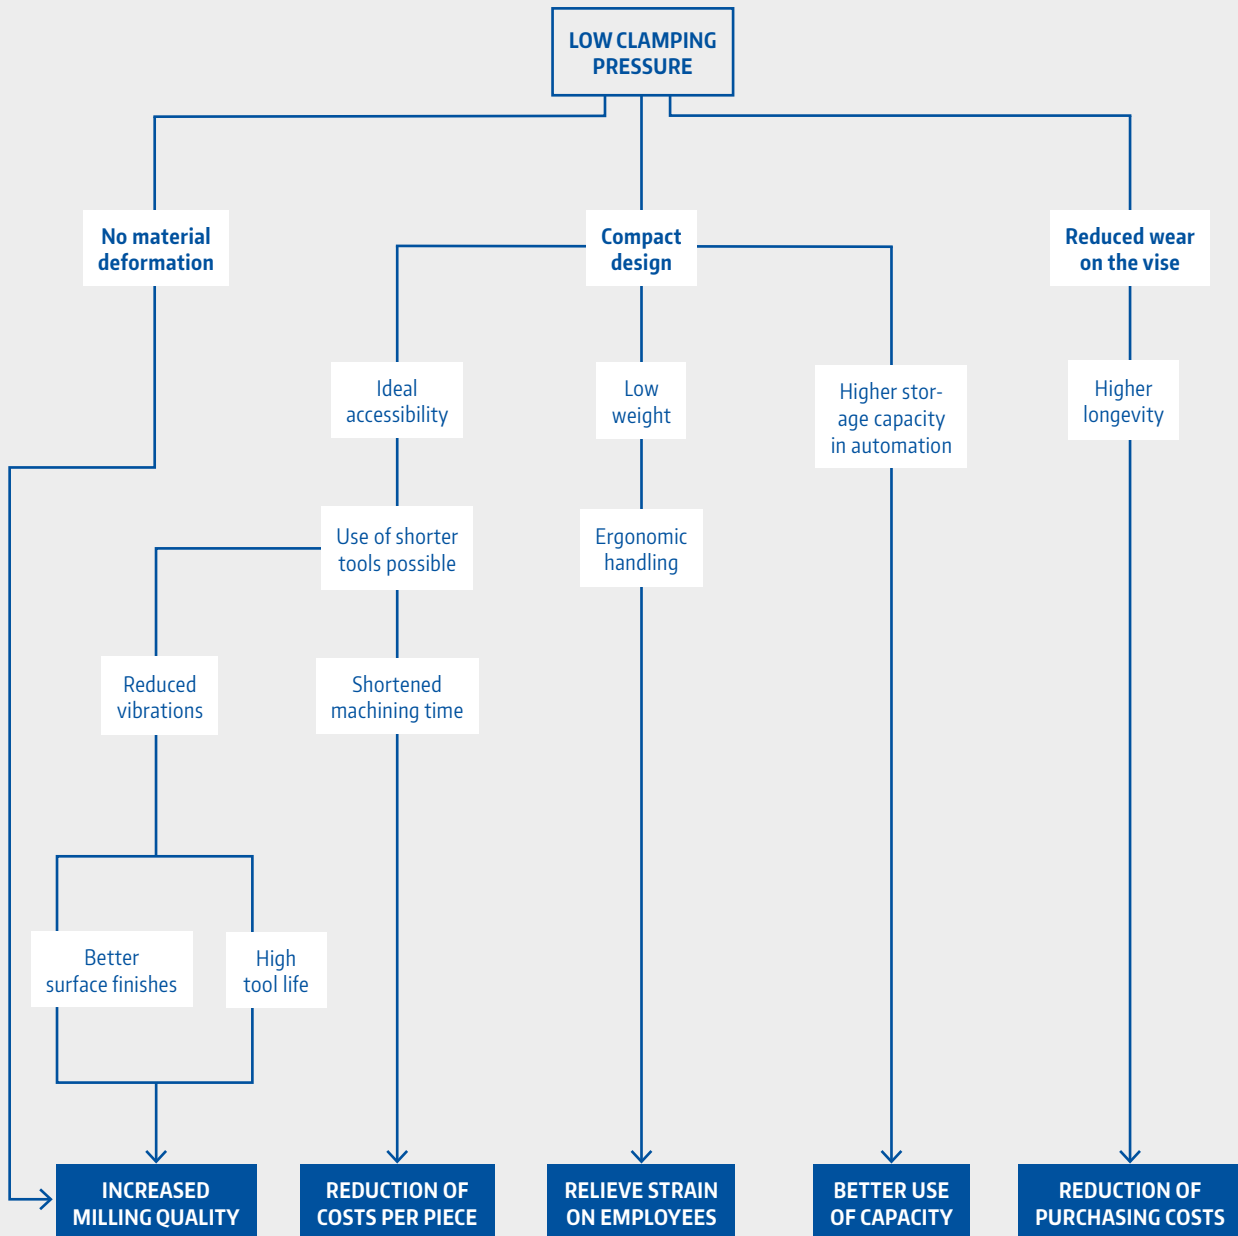 LOW CLAMPING
PRESSURE
No material
deformation
Compact
design
Reduced wear
on the vise
Ideal
accessibility
Low
weight
Higher stor-
age capacity
in automation
Higher
longevity
Use of shorter
tools possible
Ergonomic
handling
Reduced
vibrations
Shortened
machining time
Better
surface finishes
High
tool life
INCREASED
MILLING QUALITY
REDUCTION OF
COSTS PER PIECE
RELIEVE STRAIN
ON EMPLOYEES
BETTER USE
OF CAPACITY
REDUCTION OF
PURCHASING COSTS